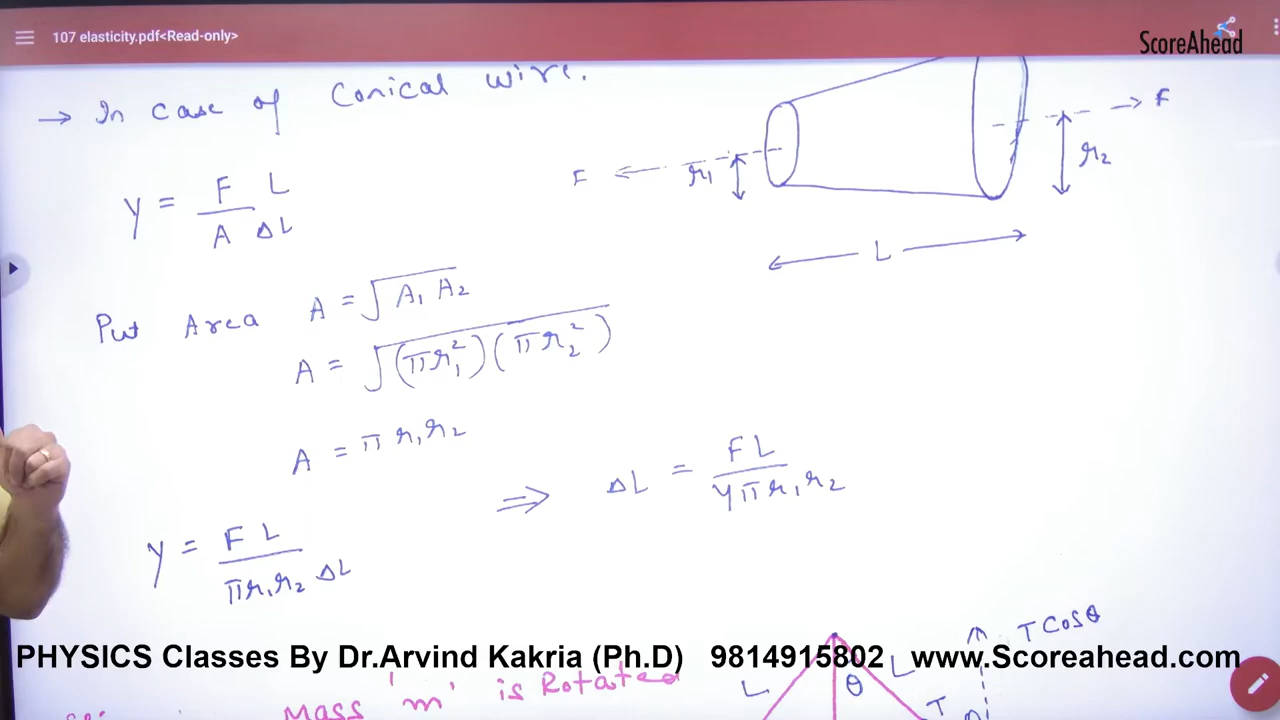 107 elasticity.pdf<Read-only>
ScoreAhead
→ In case of Conical wire.
F ← r₁ r₂ → F
L
Y = F L / A ΔL
Put Area A = √(A₁ A₂)
A = √((πr₁²)(πr₂²))
A = π r₁ r₂
⇒ ΔL = F L / Y π r₁ r₂
Y = F L / π r₁ r₂ ΔL
T Cosθ
PHYSICS Classes By Dr.Arvind Kakria (Ph.D) 9814915802 www.Scoreahead.com
L θ L T
Mass 'm' is Rotated